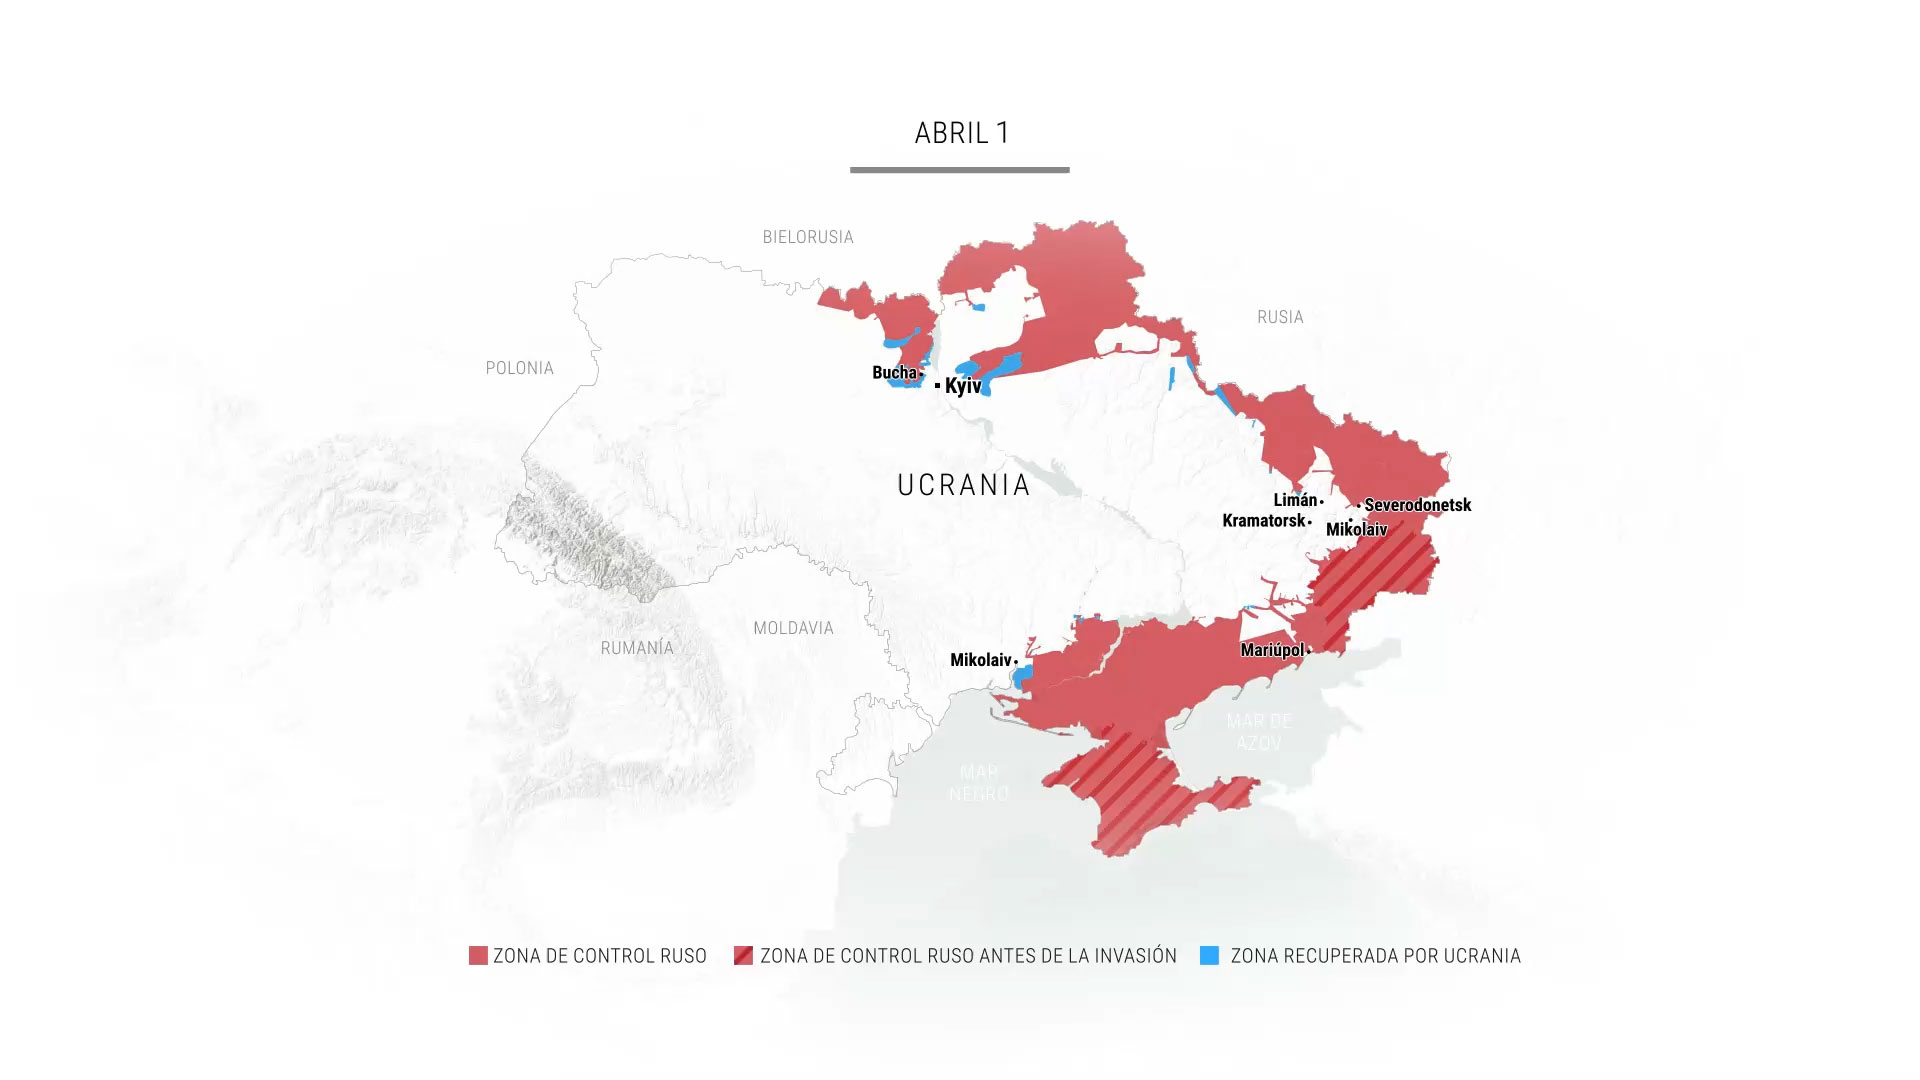 ABRIL 1
BIELORUSIA
RUSIA
POLONIA
Bucha
Kyiv
UCRANIA
Limán
Severodonetsk
Kramatorsk
Mikolaiv
MOLDAVIA
RUMANÍA
Mariúpol
Mikolaiv
MAR DE
AZOV
MAR
NEGRO
ZONA DE CONTROL RUSO
ZONA DE CONTROL RUSO ANTES DE LA INVASIÓN
ZONA RECUPERADA POR UCRANIA